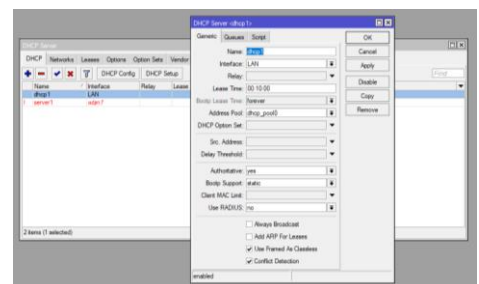 DHCP Server
DHCP Networks Leases Options Option Sets Vendor
DHCP Config DHCP Setup
Find
Name Interface Relay Lease
dhcp1 LAN
server1
2 items (1 selected)
DHCP Server <dhcp1>
Generic Queues Script
Name: dhcp1
Interface: LAN
Relay:
Lease Time: 00:10:00
Bootp Lease Time: forever
Address Pool: dhcp_pool0
DHCP Option Set:
Src. Address:
Delay Threshold:
Authoritative: yes
Bootp Support: static
Client MAC Limit:
Use RADIUS: no
Always Broadcast
Add ARP For Leases
Use Framed As Classless
Conflict Detection
enabled
OK
Cancel
Apply
Disable
Copy
Remove